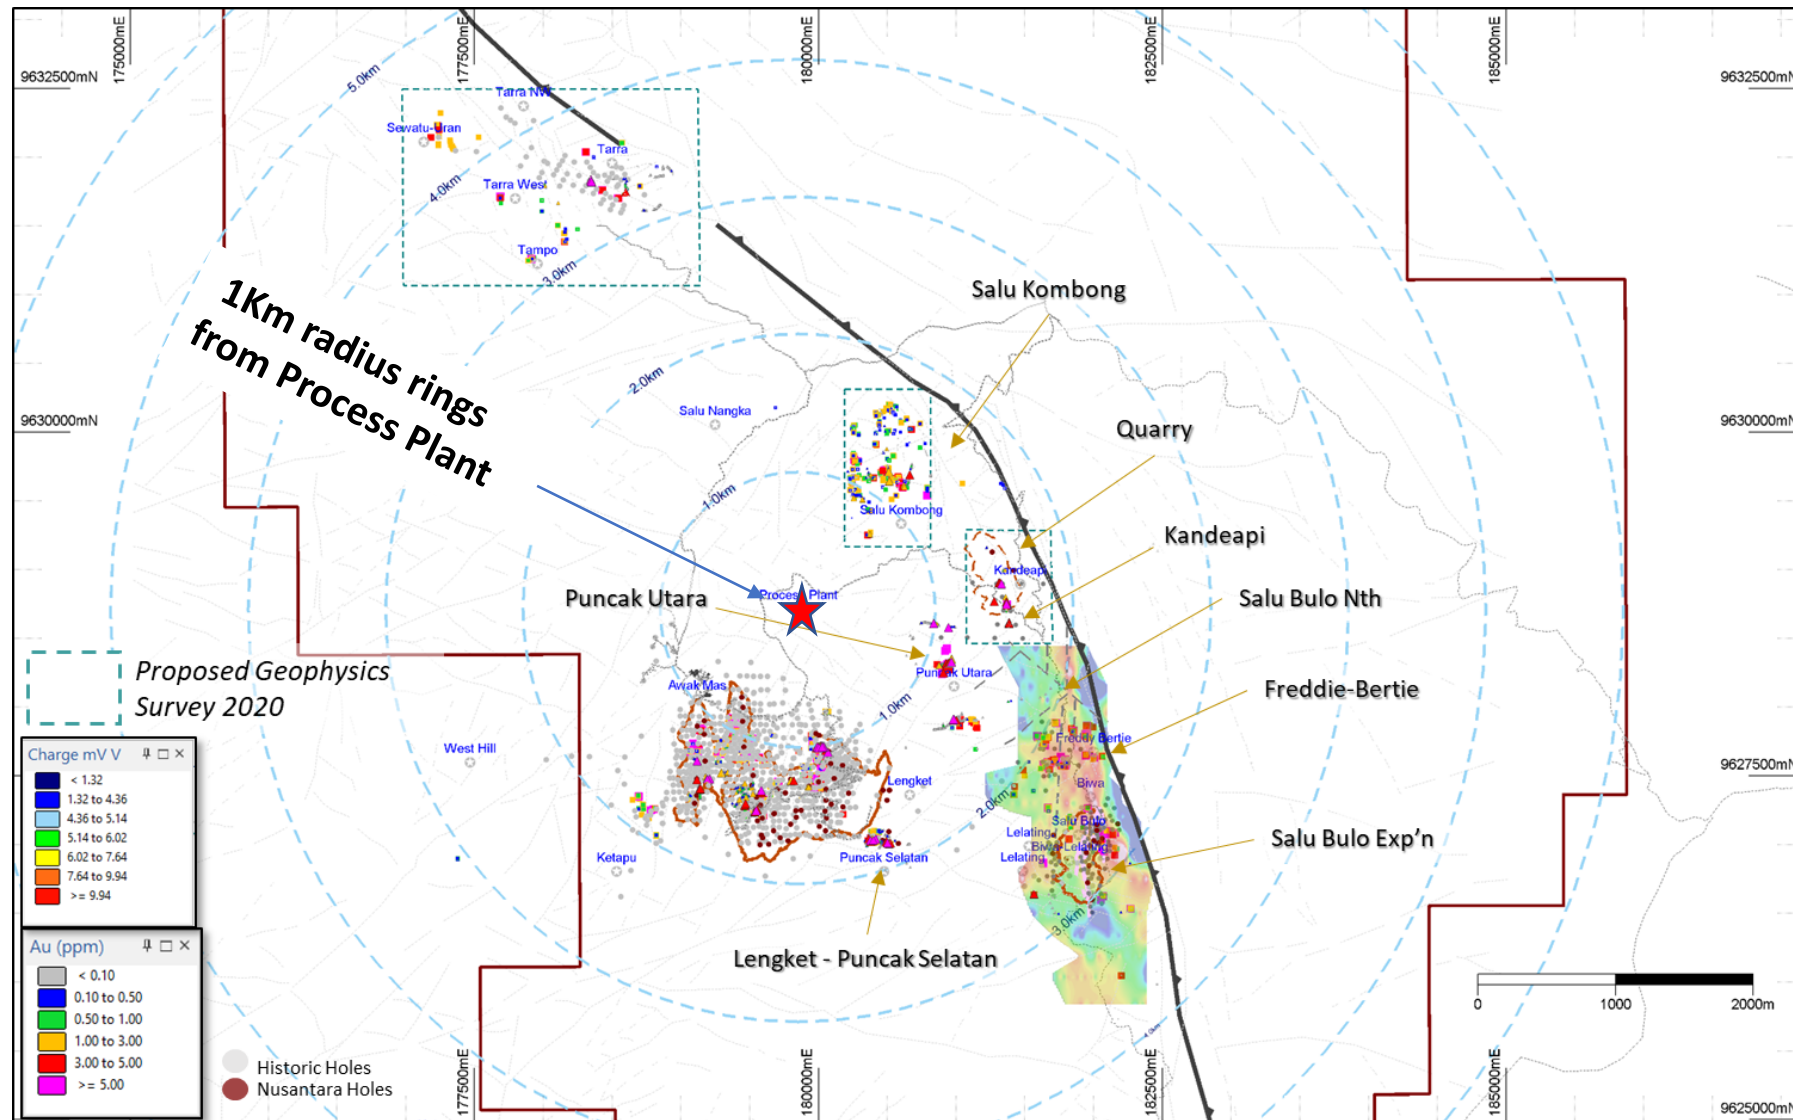 175000mE
177500mE
180000mE
182500mE
185000mE
9632500mN
9632500mN
5.0km
Tarra NW
Sewatu-Uran
Tarra
4.0km
Tarra West
Tampo
3.0km
1Km radius rings
from Process Plant
Salu Kombong
2.0km
Salu Nangka
9630000mN
9630000mN
Quarry
1.0km
Salu Kombong
Kandeapi
Kandeapi
Process Plant
Puncak Utara
Salu Bulo Nth
Proposed Geophysics
Survey 2020
Puncak Utara
Awak Mas
Freddie-Bertie
1.0km
Freddy Bertie
West Hill
Charge mV V
< 1.32
1.32 to 4.36
4.36 to 5.14
5.14 to 6.02
6.02 to 7.64
7.64 to 9.94
>= 9.94
Lengket
Biwa
9627500mN
2.0km
Salu Bulo
Lelating
Biwa-Lelating
Lelating
Salu Bulo Exp'n
Ketapu
Puncak Selatan
3.0km
Lengket - Puncak Selatan
Au (ppm)
< 0.10
0.10 to 0.50
0.50 to 1.00
1.00 to 3.00
3.00 to 5.00
>= 5.00
0
1000
2000m
4.0km
Historic Holes
Nusantara Holes
177500mE
180000mE
182500mE
185000mE
9625000mN